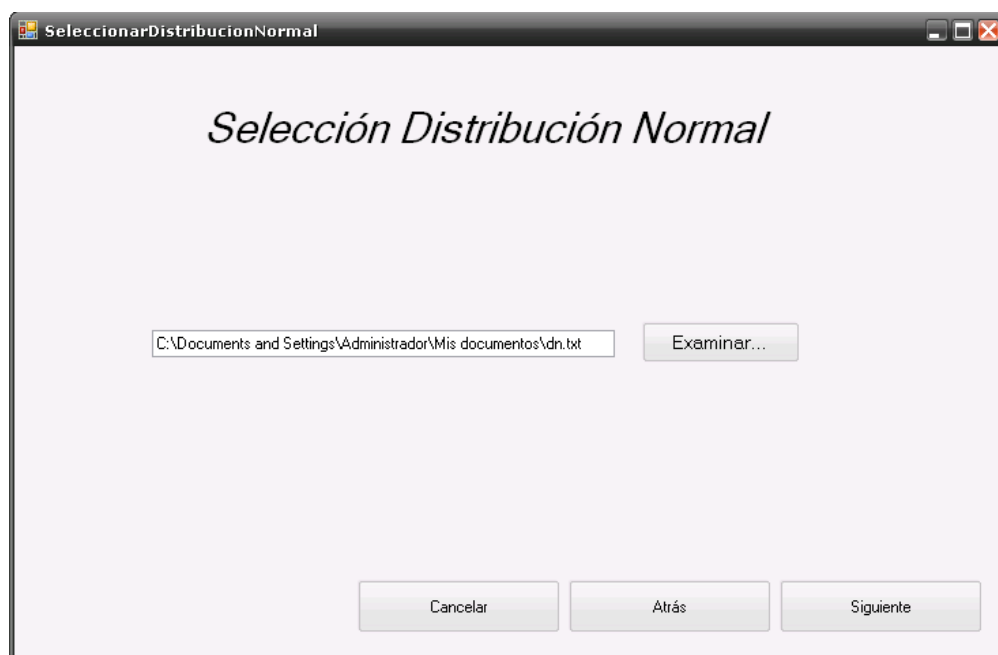 SeleccionarDistribucionNormal
Selección Distribución Normal
C:\Documents and Settings\Administrador\Mis documentos\dn.txt
Examinar...
Cancelar
Atrás
Siguiente